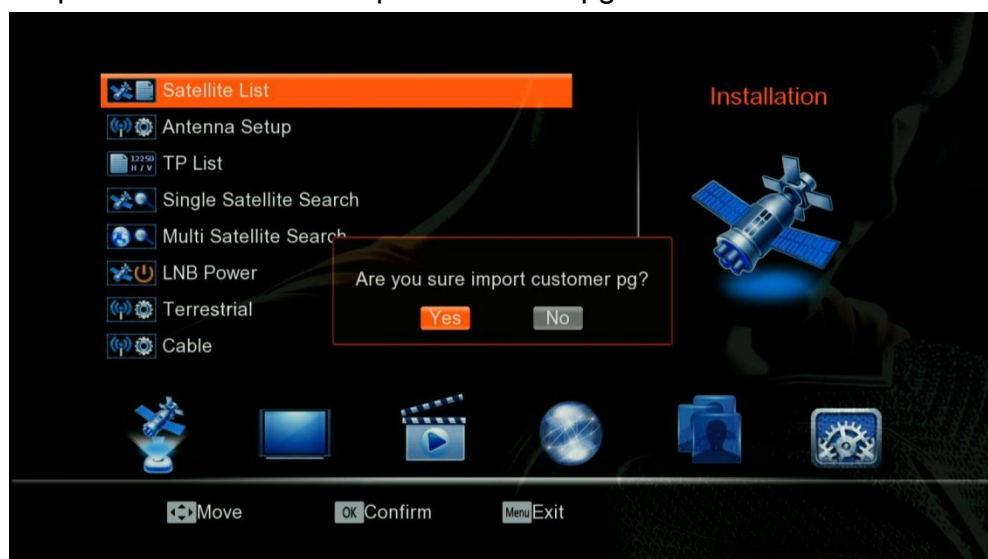 Satellite List
Installation
Antenna Setup
12250
H / V
TP List
Single Satellite Search
Multi Satellite Search
LNB Power
Are you sure import customer pg?
Terrestrial
Yes No
Cable
Move OK Confirm Menu Exit